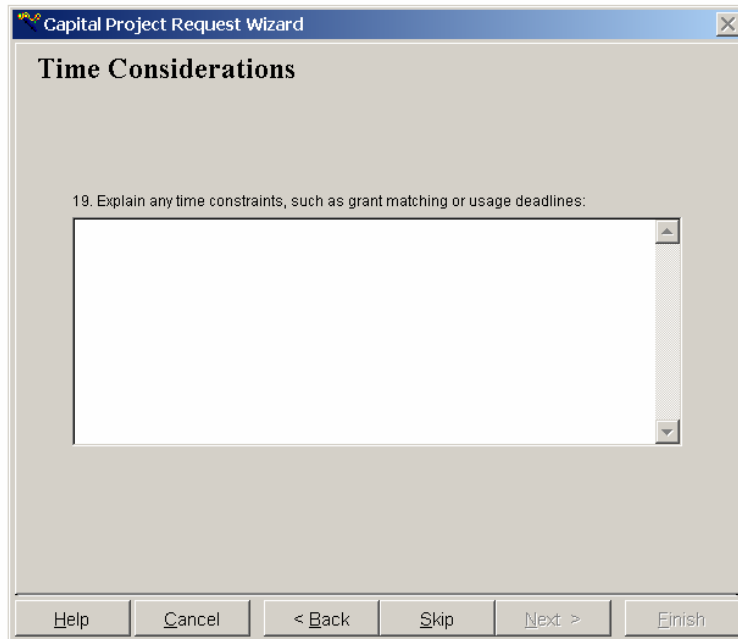 Capital Project Request Wizard
Time Considerations
19. Explain any time constraints, such as grant matching or usage deadlines:
Help Cancel < Back Skip Next > Finish